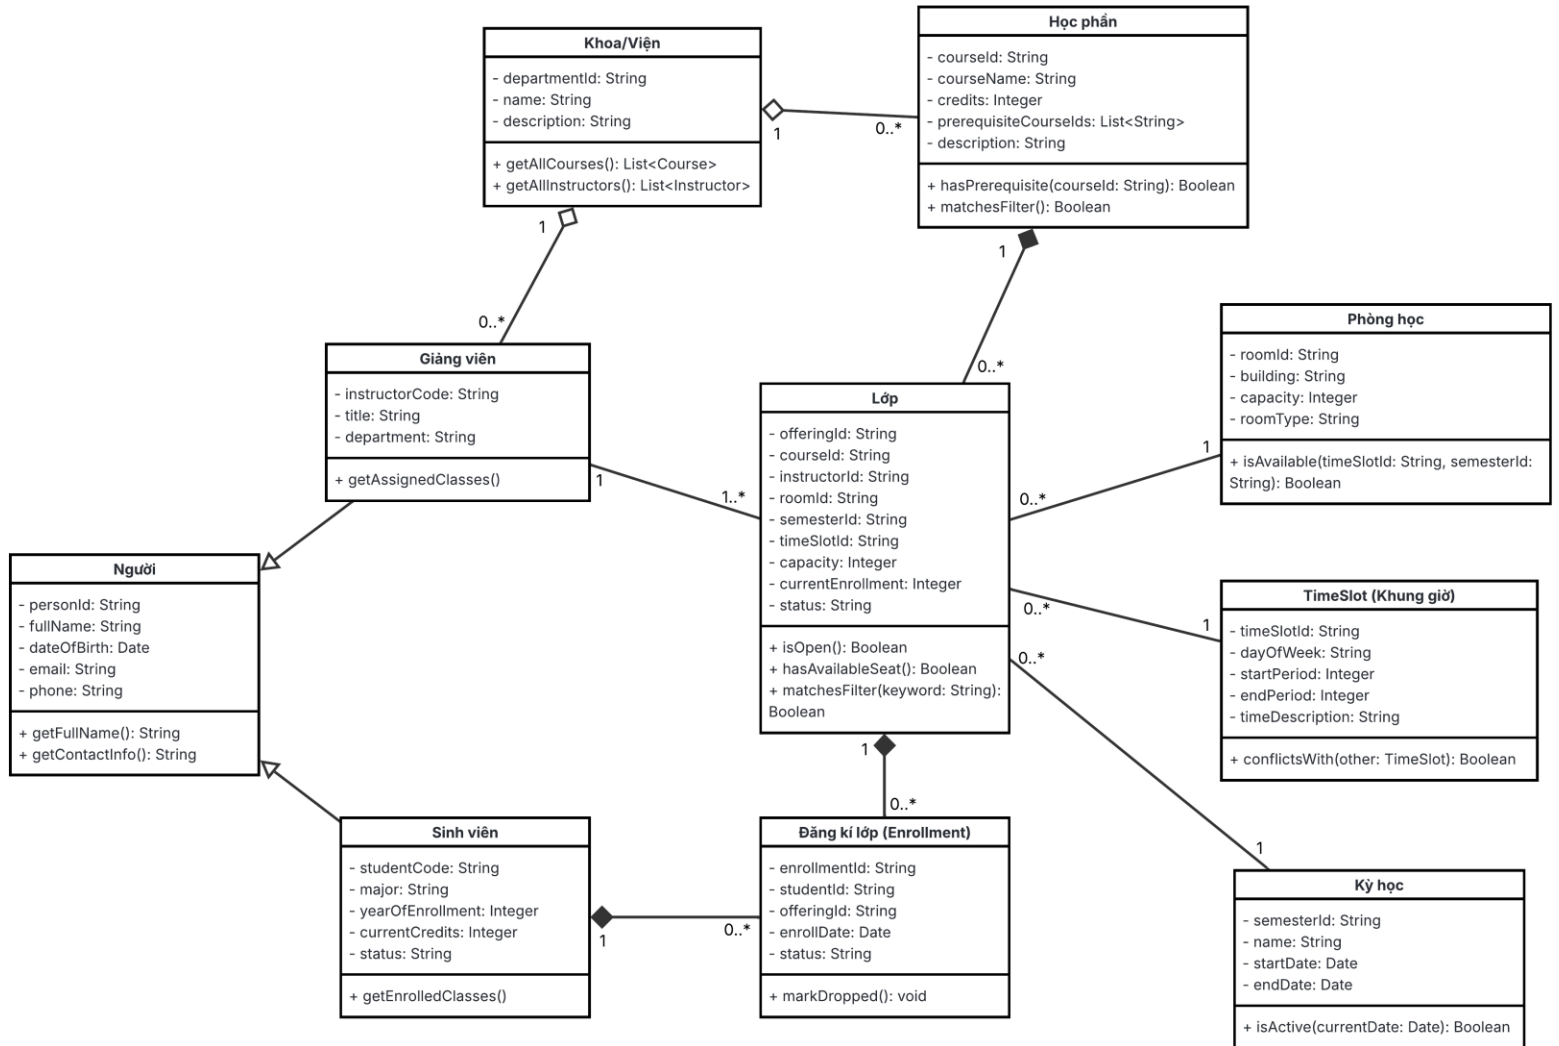 Khoa/Viện
- departmentId: String
- name: String
- description: String
+ getAllCourses(): List<Course>
+ getAllInstructors(): List<Instructor>
Học phần
- courseId: String
- courseName: String
- credits: Integer
- prerequisiteCourseIds: List<String>
- description: String
+ hasPrerequisite(courseId: String): Boolean
+ matchesFilter(): Boolean
1
0..*
1
0..*
1
0..*
Giảng viên
- instructorCode: String
- title: String
- department: String
+ getAssignedClasses()
1
1..*
Lớp
- offeringId: String
- courseId: String
- instructorId: String
- roomId: String
- semesterId: String
- timeSlotId: String
- capacity: Integer
- currentEnrollment: Integer
- status: String
+ isOpen(): Boolean
+ hasAvailableSeat(): Boolean
+ matchesFilter(keyword: String):
Boolean
Phòng học
- roomId: String
- building: String
- capacity: Integer
- roomType: String
+ isAvailable(timeSlotId: String, semesterId:
String): Boolean
1
0..*
0..*
1
0..*
1
TimeSlot (Khung giờ)
- timeSlotId: String
- dayOfWeek: String
- startPeriod: Integer
- endPeriod: Integer
- timeDescription: String
+ conflictsWith(other: TimeSlot): Boolean
Người
- personId: String
- fullName: String
- dateOfBirth: Date
- email: String
- phone: String
+ getFullName(): String
+ getContactInfo(): String
1
0..*
Sinh viên
- studentCode: String
- major: String
- yearOfEnrollment: Integer
- currentCredits: Integer
- status: String
+ getEnrolledClasses()
1
0..*
Đăng kí lớp (Enrollment)
- enrollmentId: String
- studentId: String
- offeringId: String
- enrollDate: Date
- status: String
+ markDropped(): void
Kỳ học
- semesterId: String
- name: String
- startDate: Date
- endDate: Date
+ isActive(currentDate: Date): Boolean